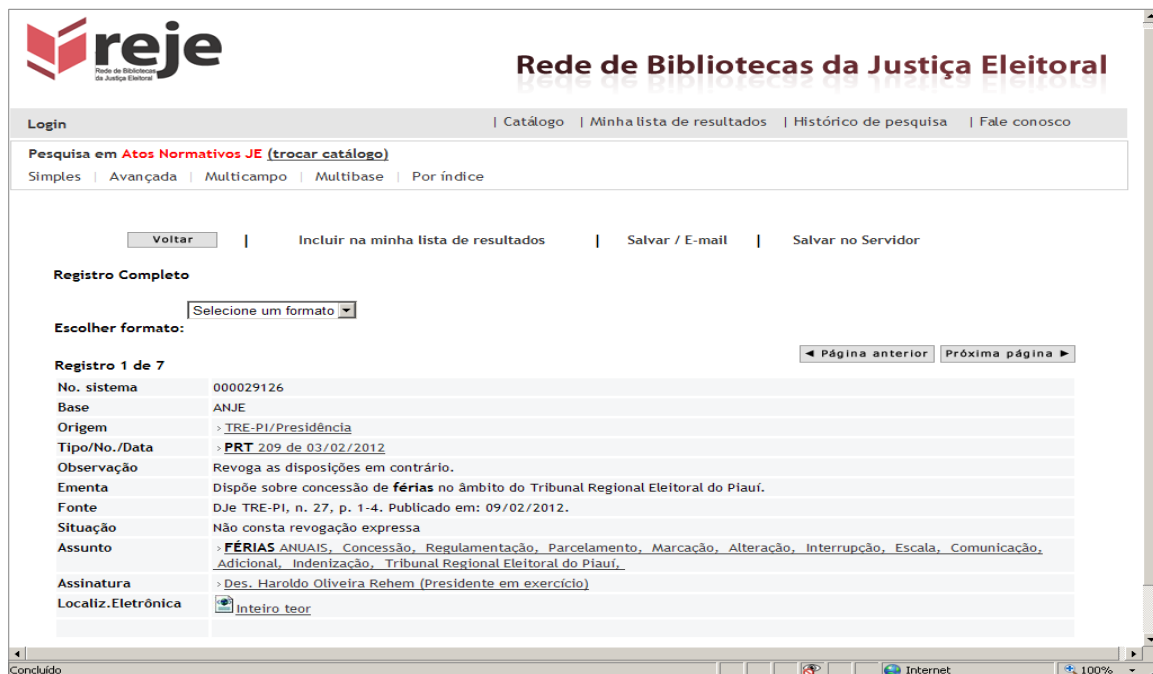 reje
Rede de Bibliotecas
da Justiça Eleitoral
Rede de Bibliotecas da Justiça Eleitoral
Login | Catálogo | Minha lista de resultados | Histórico de pesquisa | Fale conosco
Pesquisa em Atos Normativos JE (trocar catálogo)
Simples | Avançada | Multicampo | Multibase | Por índice
Voltar | Incluir na minha lista de resultados | Salvar / E-mail | Salvar no Servidor
Registro Completo
Selecione um formato
Escolher formato:
◄ Página anterior Próxima página ►
Registro 1 de 7
No. sistema 000029126
Base ANJE
Origem › TRE-PI/Presidência
Tipo/No./Data › PRT 209 de 03/02/2012
Observação Revoga as disposições em contrário.
Ementa Dispõe sobre concessão de férias no âmbito do Tribunal Regional Eleitoral do Piauí.
Fonte DJe TRE-PI, n. 27, p. 1-4. Publicado em: 09/02/2012.
Situação Não consta revogação expressa
Assunto › FÉRIAS ANUAIS, Concessão, Regulamentação, Parcelamento, Marcação, Alteração, Interrupção, Escala, Comunicação,
Adicional, Indenização, Tribunal Regional Eleitoral do Piauí,
Assinatura › Des. Haroldo Oliveira Rehem (Presidente em exercício)
Localiz.Eletrônica Inteiro teor
Concluído Internet 100%